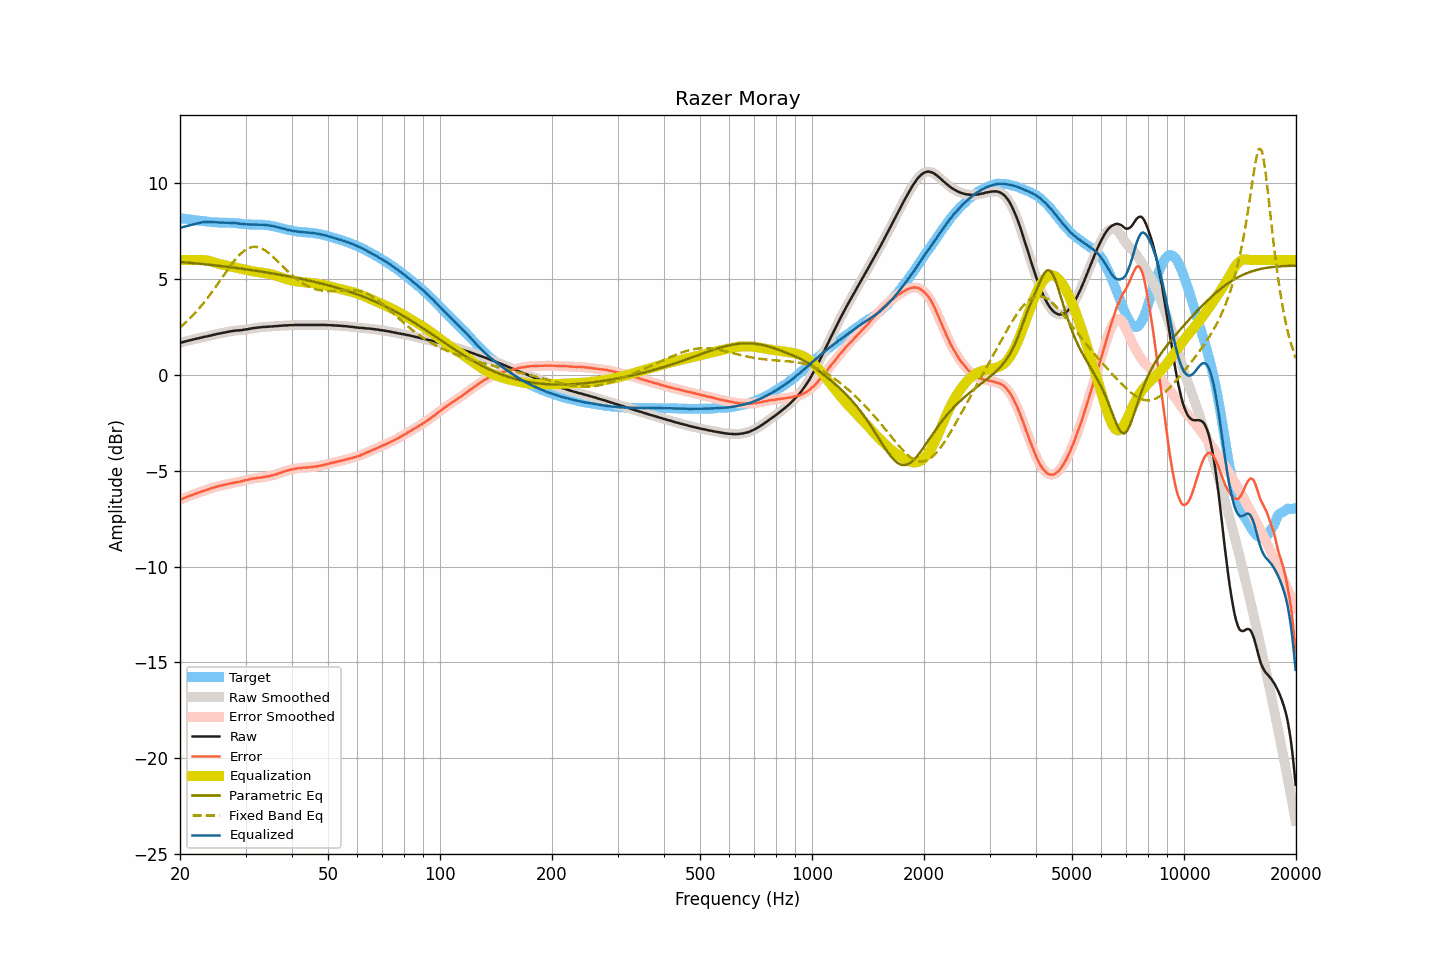 Razer Moray
10
5
0
−5
−10
−15
−20
−25
Amplitude (dBr)
Target
Raw Smoothed
Error Smoothed
Raw
Error
Equalization
Parametric Eq
Fixed Band Eq
Equalized
20 50 100 200 500 1000 2000 5000 10000 20000
Frequency (Hz)